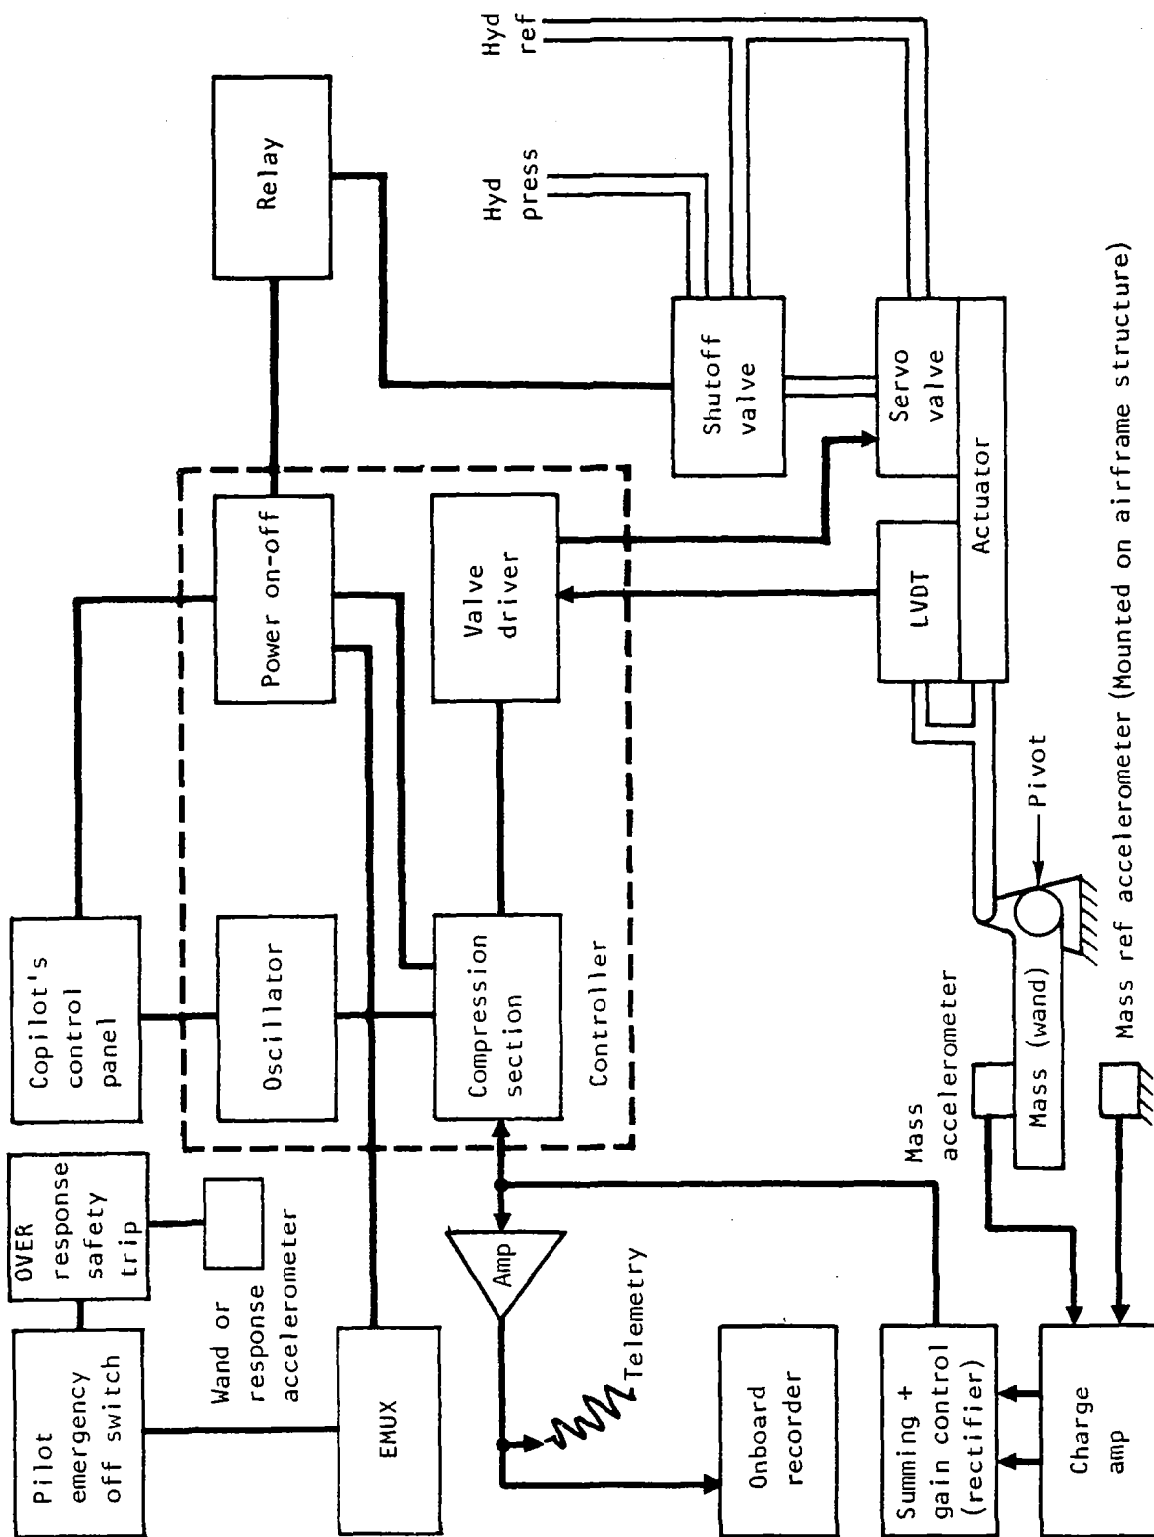 Pilot
emergency
off switch
OVER
response
safety
trip
Copilot's
control
panel
Wand or
response
accelerometer
Oscillator
Power on-off
Relay
EMUX
Amp
Compression
section
Valve
driver
Controller
Hyd
press
Hyd
ref
Telemetry
Onboard
recorder
Shutoff
valve
Mass
accelerometer
LVDT
Servo
valve
Actuator
Summing +
gain control
(rectifier)
Mass (wand)
Pivot
Charge
amp
Mass ref accelerometer (Mounted on airframe structure)